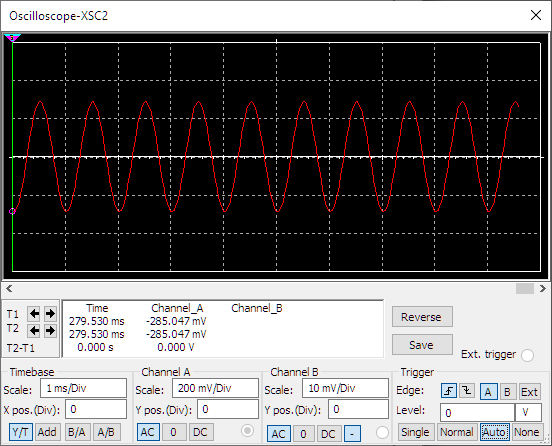 Oscilloscope-XSC2
T1
T2
T2-T1
Time Channel_A Channel_B
279.530 ms -285.047 mV
279.530 ms -285.047 mV
0.000 s 0.000 V
Reverse
Save
Ext. trigger
Timebase
Scale: 1 ms/Div
X pos.(Div): 0
Y/T Add B/A A/B
Channel A
Scale: 200 mV/Div
Y pos.(Div): 0
AC 0 DC
Channel B
Scale: 10 mV/Div
Y pos.(Div): 0
AC 0 DC -
Trigger
Edge: A B Ext
Level: 0 V
Single Normal Auto None